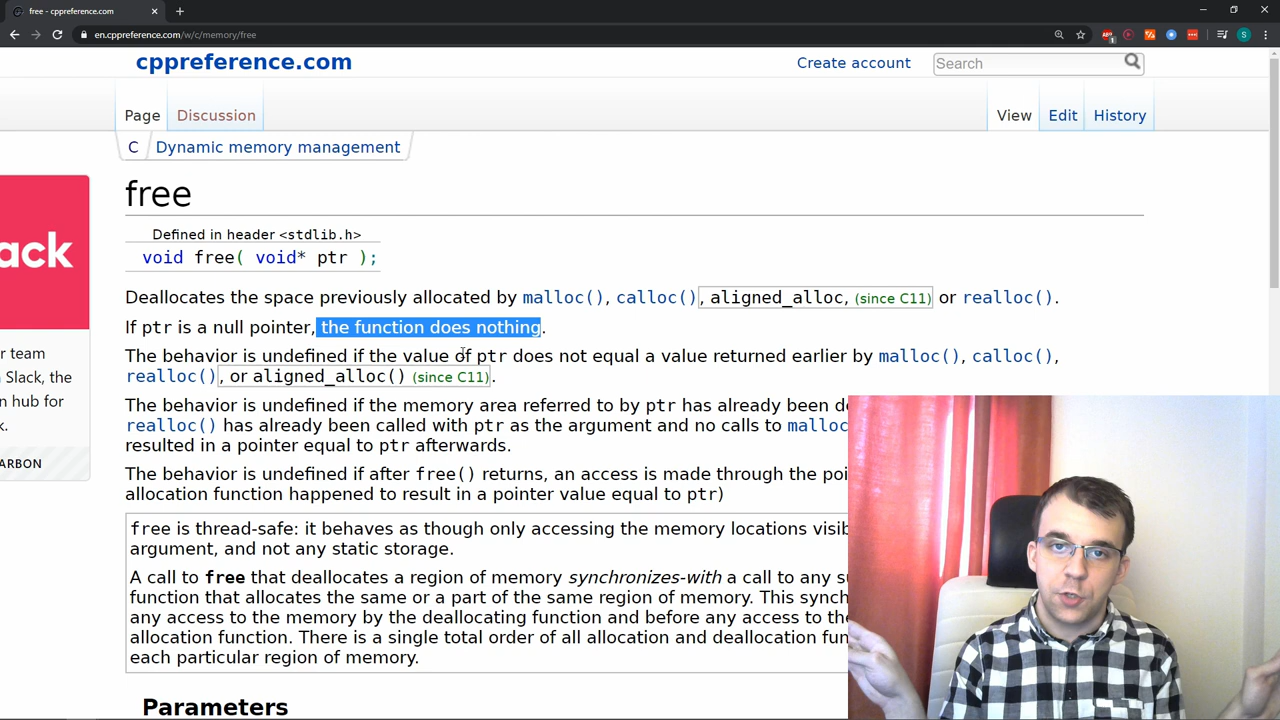 free - cppreference.com
en.cppreference.com/w/c/memory/free
cppreference.com
Create account
Search
Page
Discussion
View
Edit
History
C
Dynamic memory management
free
Defined in header <stdlib.h>
void free( void* ptr );
Deallocates the space previously allocated by malloc(), calloc(), aligned_alloc, (since C11) or realloc().
If ptr is a null pointer, the function does nothing.
The behavior is undefined if the value of ptr does not equal a value returned earlier by malloc(), calloc(),
realloc(), or aligned_alloc() (since C11).
The behavior is undefined if the memory area referred to by ptr has already been
realloc() has already been called with ptr as the argument and no calls to malloc
resulted in a pointer equal to ptr afterwards.
The behavior is undefined if after free() returns, an access is made through the
allocation function happened to result in a pointer value equal to ptr)
free is thread-safe: it behaves as though only accessing the memory locations
argument, and not any static storage.
A call to free that deallocates a region of memory synchronizes-with a call to any
function that allocates the same or a part of the same region of memory. This
any access to the memory by the deallocating function and before any access to
allocation function. There is a single total order of all allocation and deallocation
each particular region of memory.
Parameters
ack
r team
Slack, the
n hub for
k.
ARBON
1
S